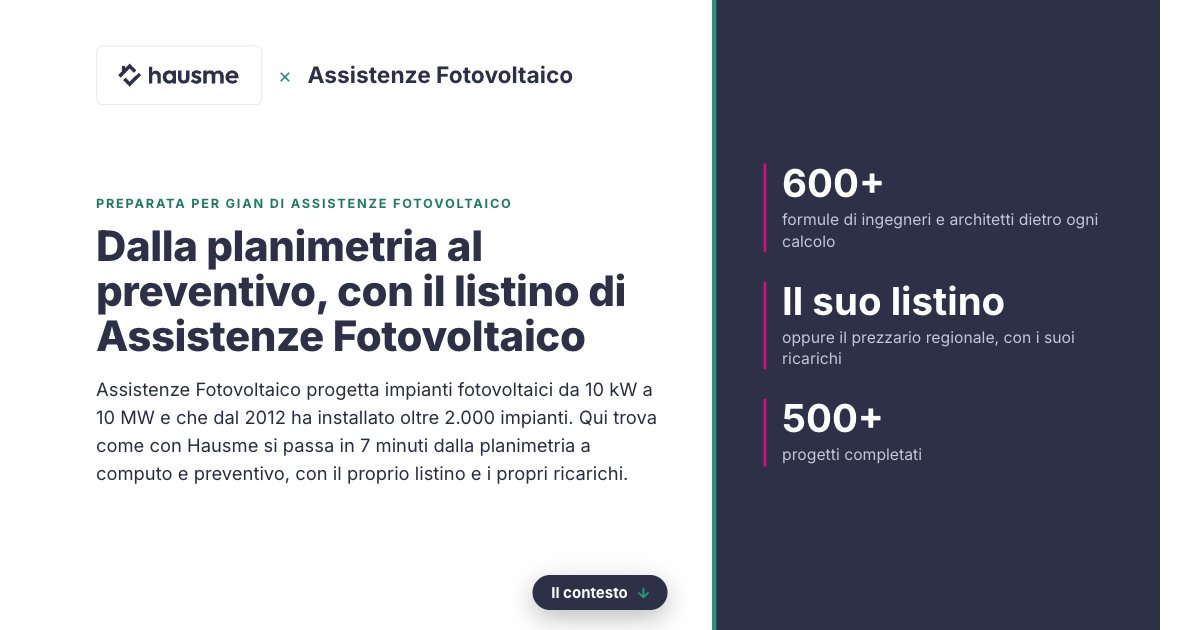 hausme × Assistenze Fotovoltaico
PREPARATA PER GIAN DI ASSISTENZE FOTOVOLTAICO
Dalla planimetria al
preventivo, con il listino di
Assistenze Fotovoltaico
Assistenze Fotovoltaico progetta impianti fotovoltaici da 10 kW a
10 MW e che dal 2012 ha installato oltre 2.000 impianti. Qui trova
come con Hausme si passa in 7 minuti dalla planimetria a
computo e preventivo, con il proprio listino e i propri ricarichi.
Il contesto ↓
600+
formule di ingegneri e architetti dietro ogni
calcolo
Il suo listino
oppure il prezzario regionale, con i suoi
ricarichi
500+
progetti completati